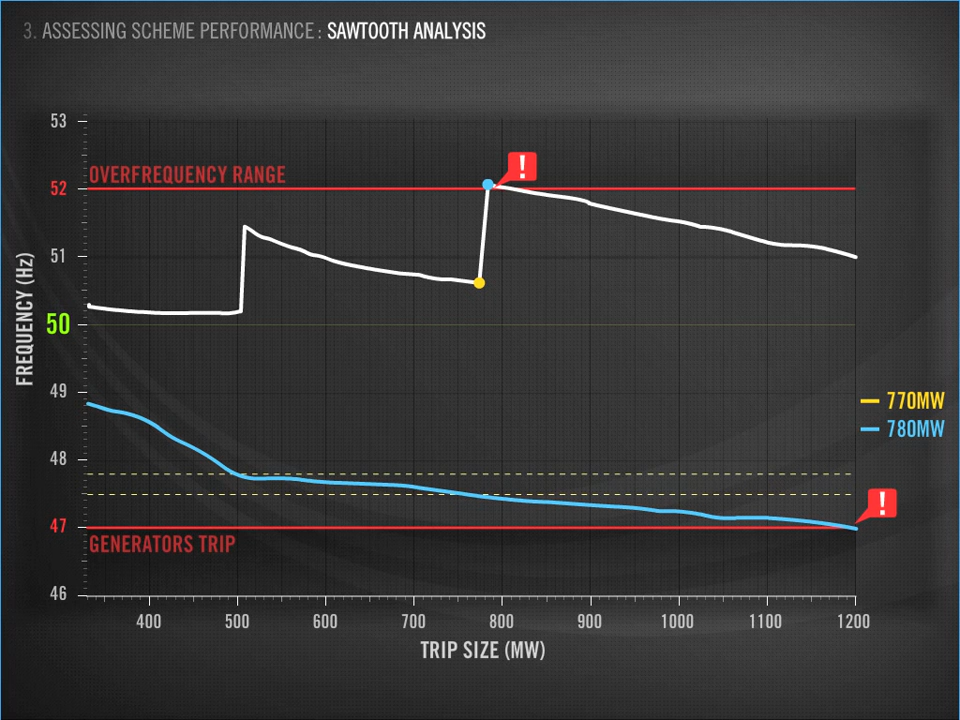 3. ASSESSING SCHEME PERFORMANCE : SAWTOOTH ANALYSIS
53
OVERFREQUENCY RANGE
!
52
51
FREQUENCY (Hz)
50
49
770MW
780MW
48
!
47
GENERATORS TRIP
46
400 500 600 700 800 900 1000 1100 1200
TRIP SIZE (MW)